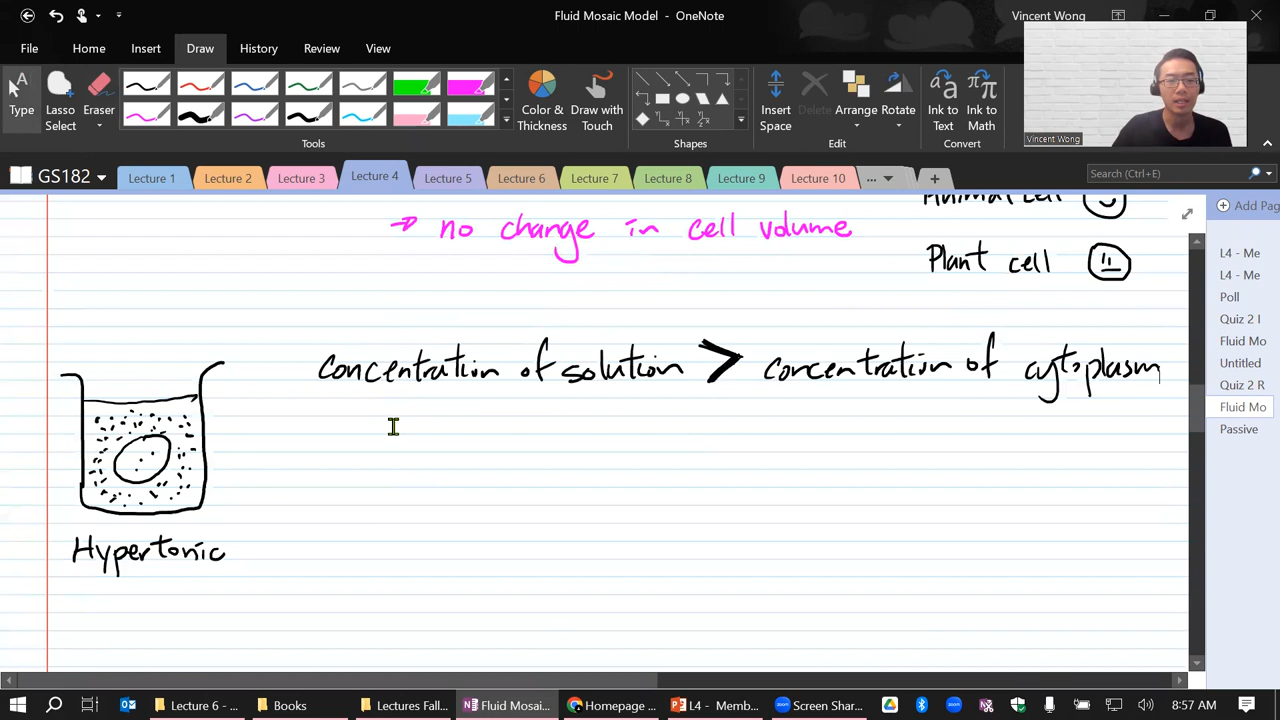 Fluid Mosaic Model - OneNote
Vincent Wong
File Home Insert Draw History Review View
Type
Lasso Select
Eraser
Color & Thickness
Draw with Touch
Insert Space
Delete
Arrange
Rotate
Ink to Text
Ink to Math
Tools
Shapes
Edit
Convert
Vincent Wong
GS182
Lecture 1 Lecture 2 Lecture 3 Lecture 4 Lecture 5 Lecture 6 Lecture 7 Lecture 8 Lecture 9 Lecture 10 ...
Search (Ctrl+E)
Add Pag
L4 - Me
L4 - Me
Poll
Quiz 2 I
Fluid Mo
Untitled
Quiz 2 R
Fluid Mo
Passive
Animal cell
→ no change in cell volume
Plant cell
concentration of solution > concentration of cytoplasm
Hypertonic
Lecture 6 - ...
Books
Lectures Fall...
Fluid Mosai...
Homepage ...
L4 - Memb...
Screen Shar...
8:57 AM